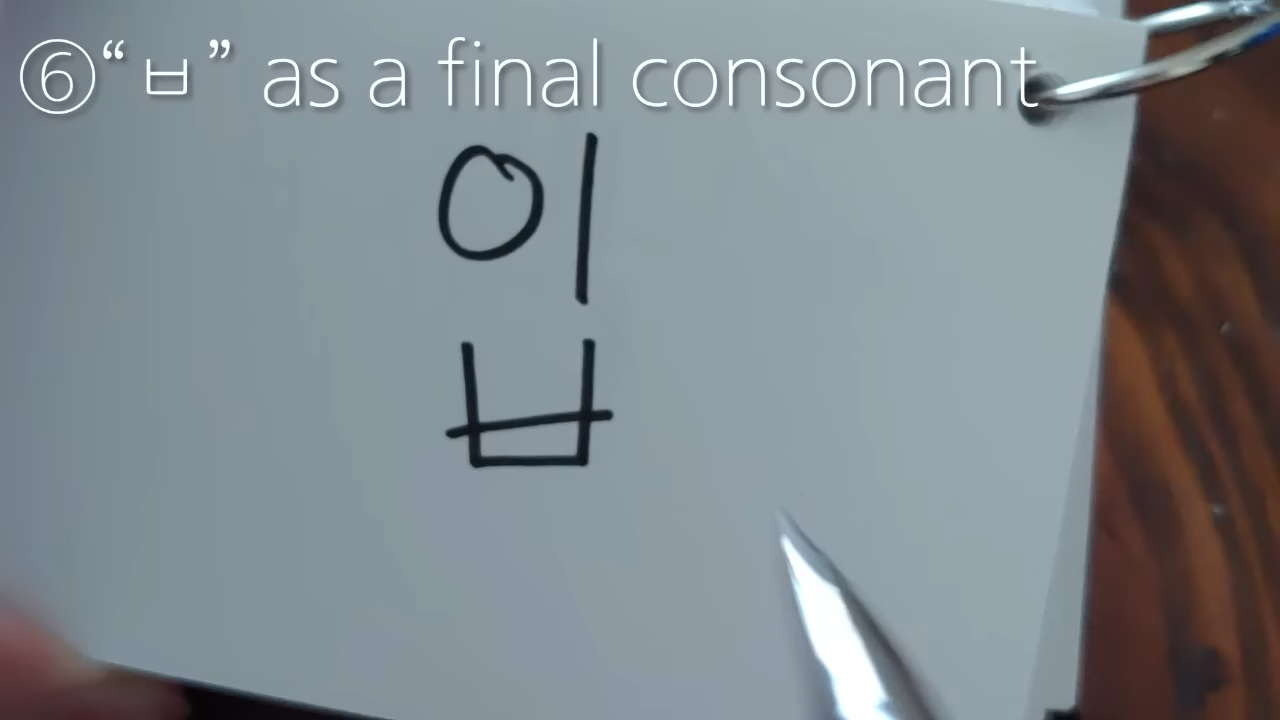 ⑥“ㅂ” as a final consonant
입